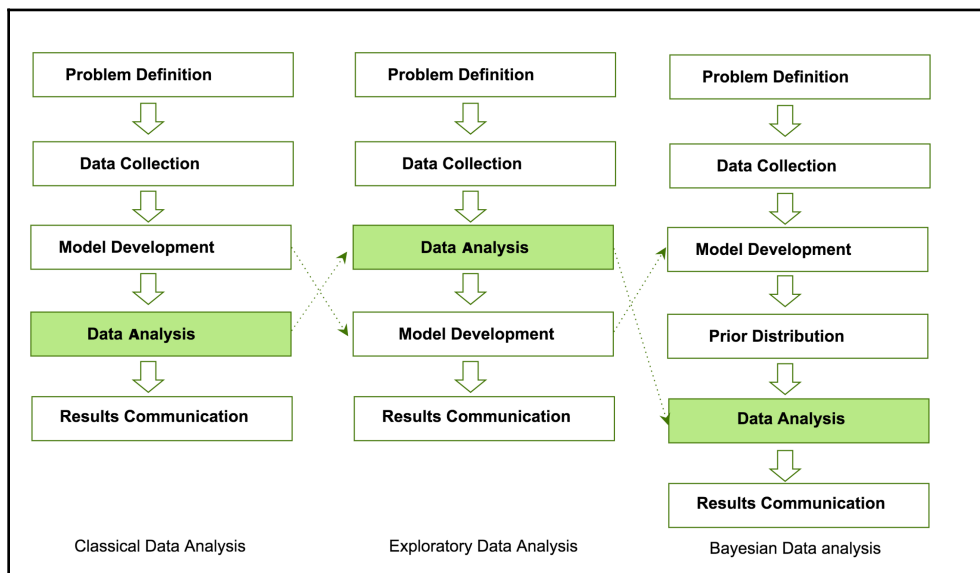 Problem Definition
Data Collection
Model Development
Data Analysis
Results Communication
Classical Data Analysis
Problem Definition
Data Collection
Data Analysis
Model Development
Results Communication
Exploratory Data Analysis
Problem Definition
Data Collection
Model Development
Prior Distribution
Data Analysis
Results Communication
Bayesian Data analysis